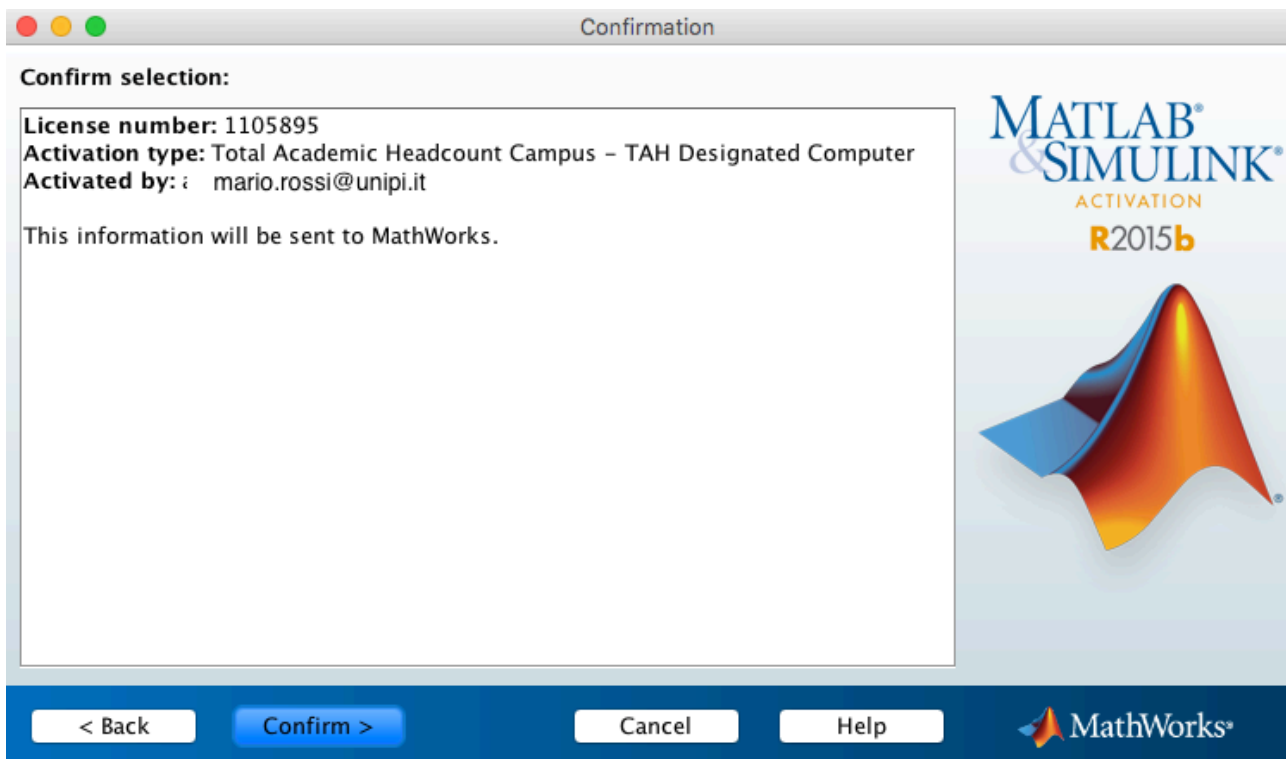 Confirmation
Confirm selection:
License number: 1105895
Activation type: Total Academic Headcount Campus – TAH Designated Computer
Activated by: mario.rossi@unipi.it
This information will be sent to MathWorks.
MATLAB®
&SIMULINK®
ACTIVATION
R2015b
®
< Back
Confirm >
Cancel
Help
MathWorks®